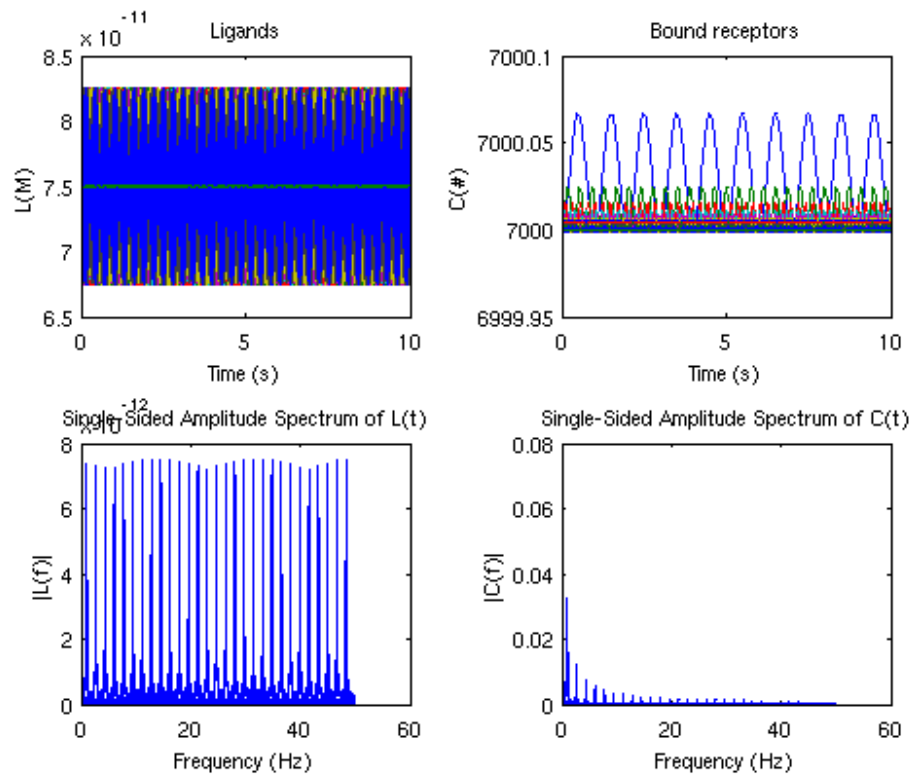 × 10^-11
Ligands
8.5
8
7.5
7
6.5
L(M)
0
5
10
Time (s)
Bound receptors
7000.1
7000.05
7000
6999.95
C(#)
0
5
10
Time (s)
× 10^-12
Single-Sided Amplitude Spectrum of L(t)
8
6
4
2
0
|L(f)|
0
20
40
60
Frequency (Hz)
Single-Sided Amplitude Spectrum of C(t)
0.08
0.06
0.04
0.02
0
|C(f)|
0
20
40
60
Frequency (Hz)